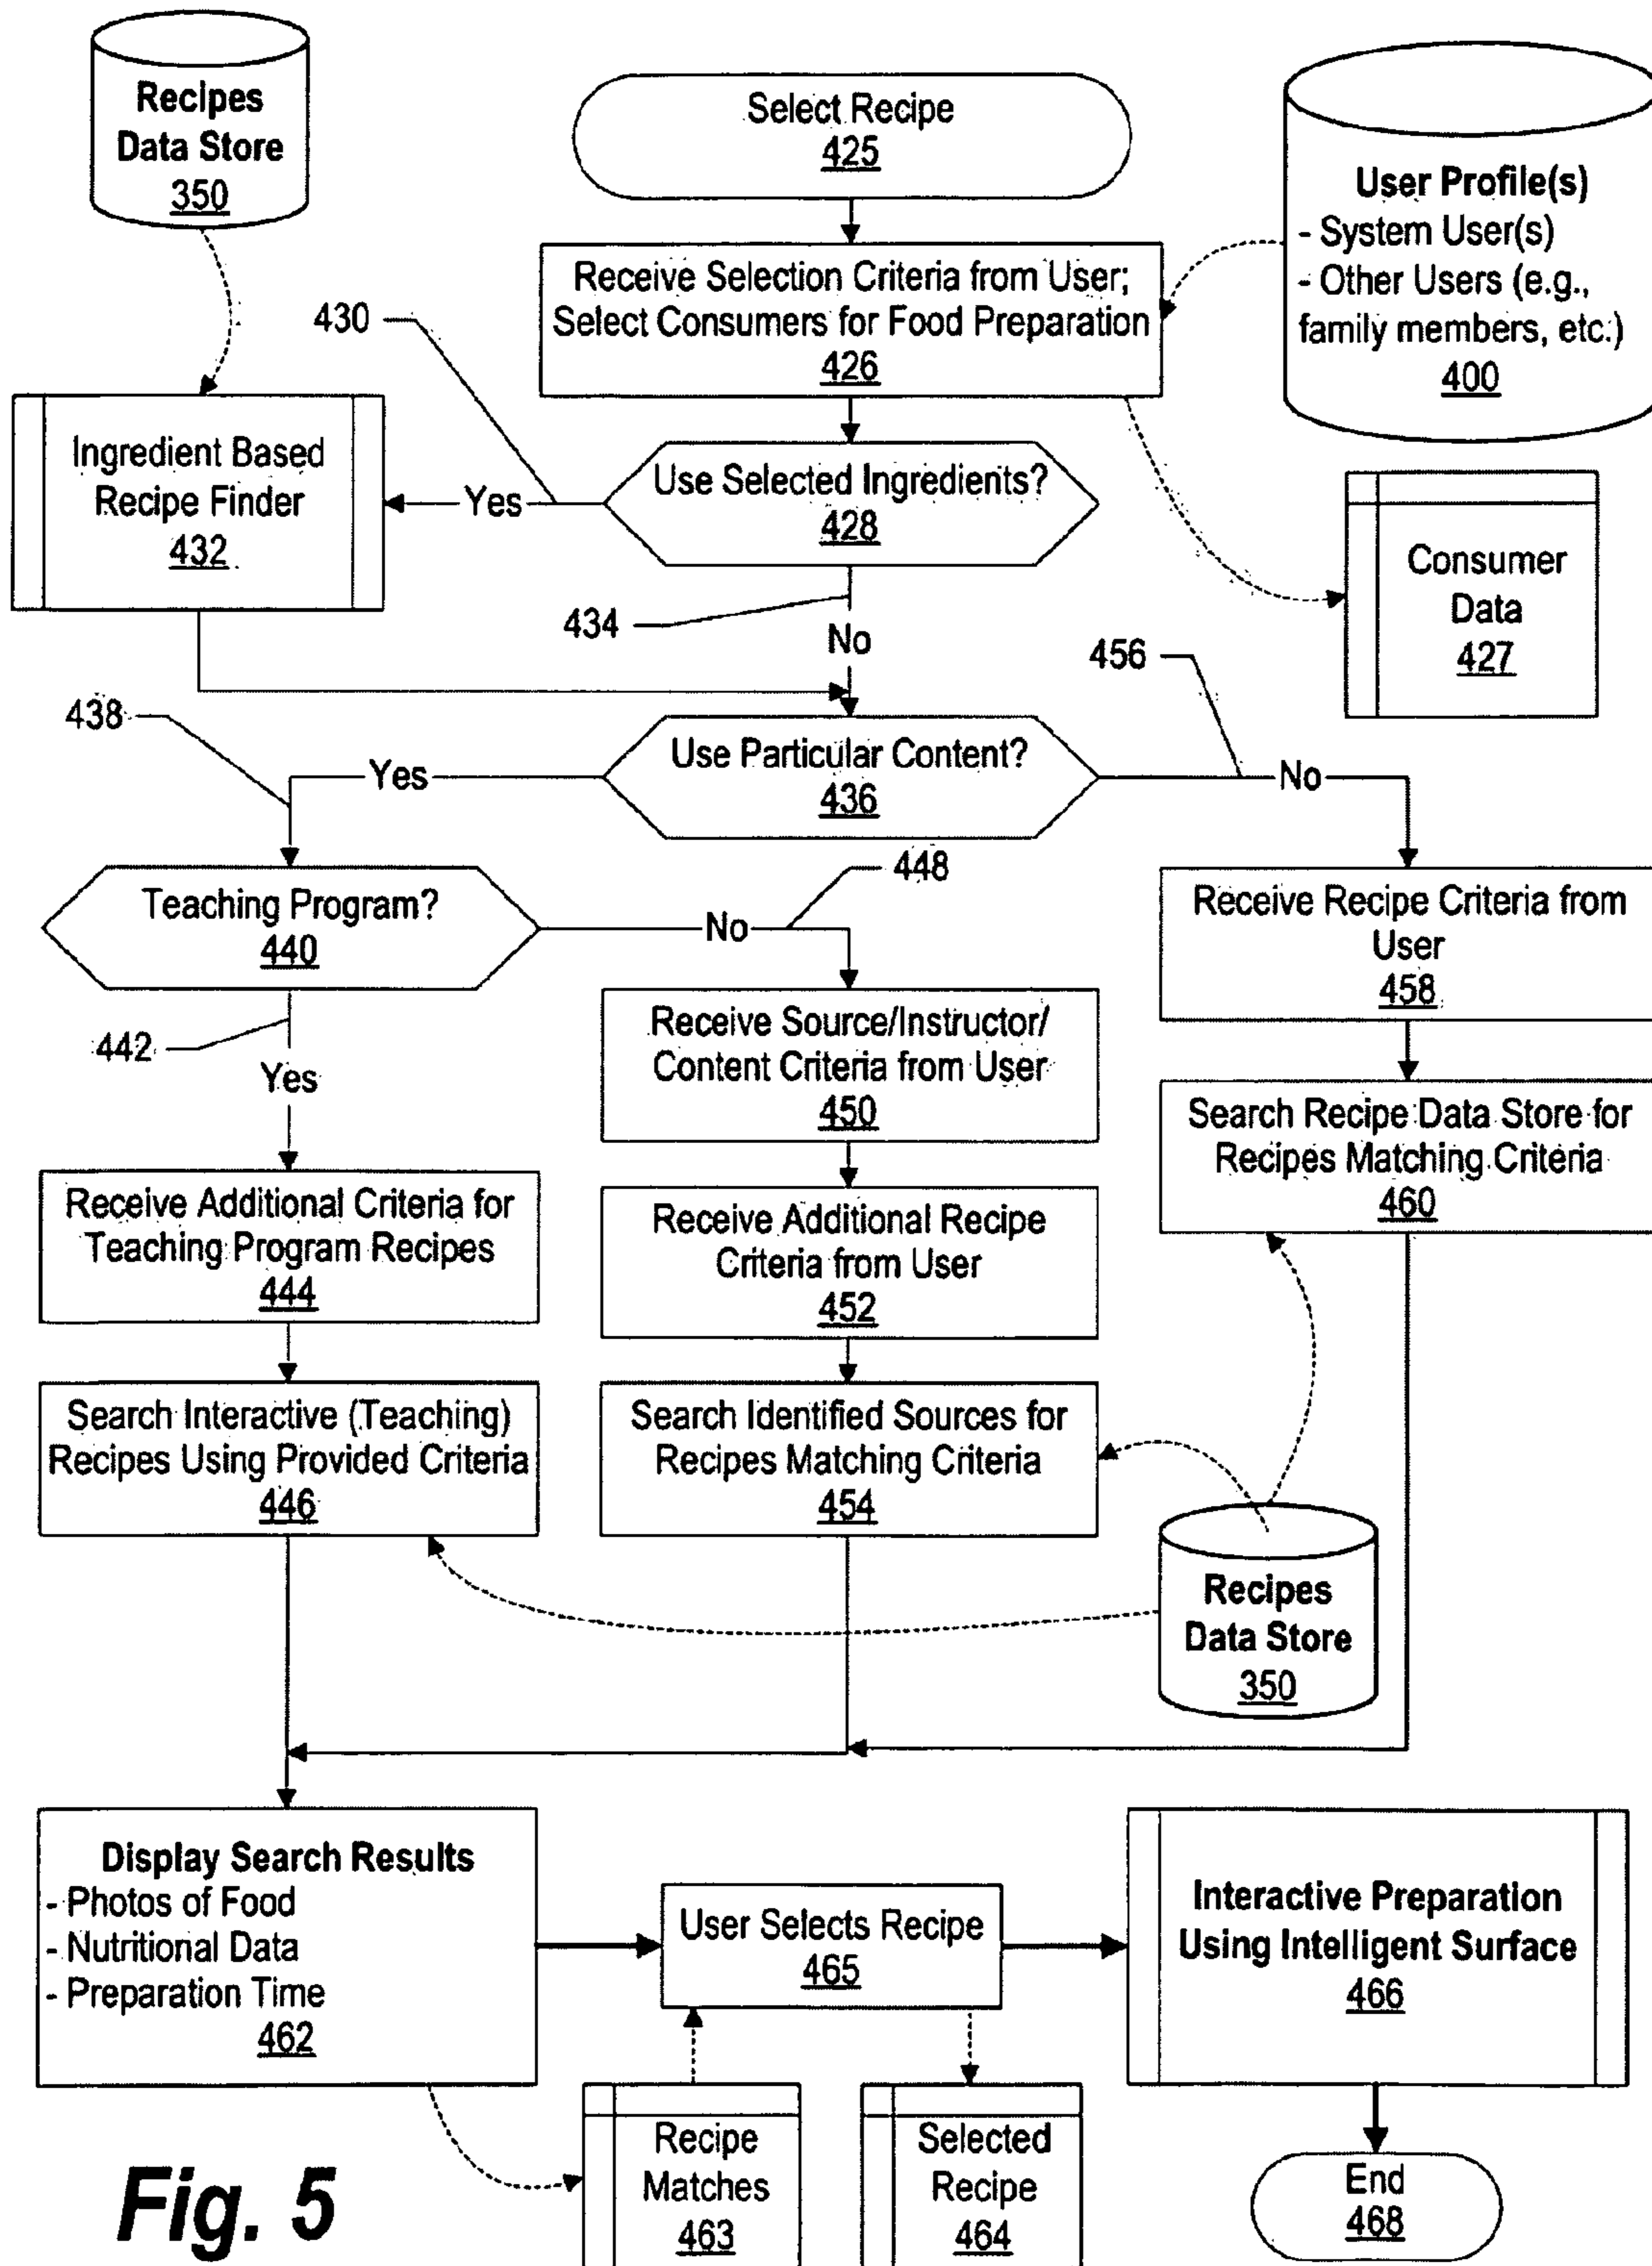 Recipes
Data Store
350
Select Recipe
425
User Profile(s)
- System User(s)
- Other Users (e.g.,
family members, etc.)
400
Receive Selection Criteria from User;
Select Consumers for Food Preparation
426
430
Ingredient Based
Recipe Finder
432
Yes
Use Selected Ingredients?
428
Consumer
Data
427
434
No
456
438
Yes
Use Particular Content?
436
No
448
Teaching Program?
440
No
Receive Recipe Criteria from
User
458
442
Yes
Receive Source/Instructor/
Content Criteria from User
450
Search Recipe Data Store for
Recipes Matching Criteria
460
Receive Additional Criteria for
Teaching Program Recipes
444
Receive Additional Recipe
Criteria from User
452
Search Interactive (Teaching)
Recipes Using Provided Criteria
446
Search Identified Sources for
Recipes Matching Criteria
454
Recipes
Data Store
350
Display Search Results
- Photos of Food
- Nutritional Data
- Preparation Time
462
User Selects Recipe
465
Interactive Preparation
Using Intelligent Surface
466
Recipe
Matches
463
Selected
Recipe
464
End
468
Fig. 5